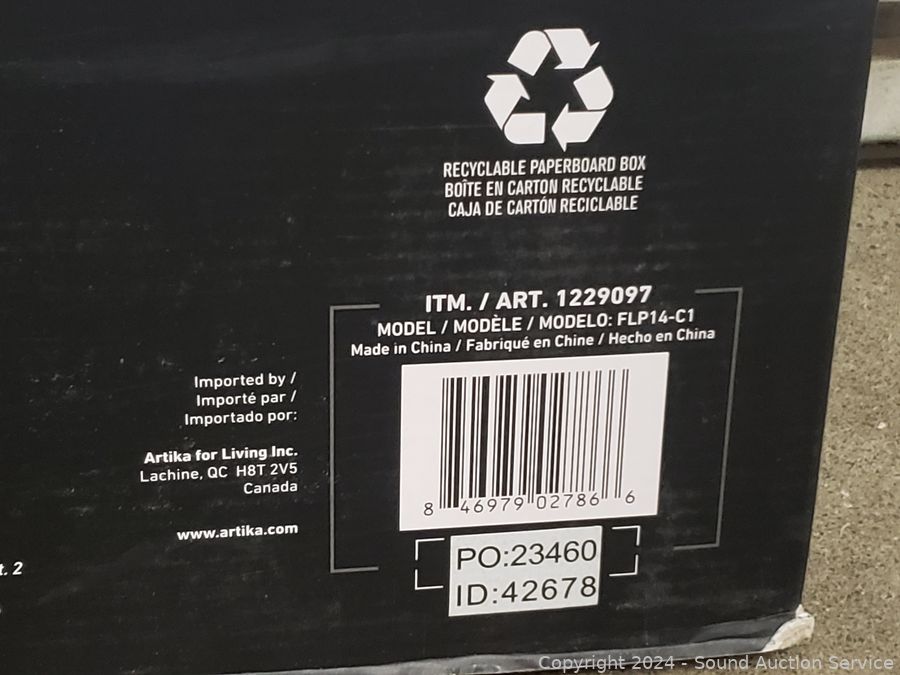 RECYCLABLE PAPERBOARD BOX
BOÎTE EN CARTON RECYCLABLE
CAJA DE CARTÓN RECICLABLE
ITM. / ART. 1229097
MODEL / MODÈLE / MODELO: FLP14-C1
Made in China / Fabriqué en Chine / Hecho en China
8 46979 02786 6
PO:23460
ID:42678
Imported by /
Importé par /
Importado por:
Artika for Living Inc.
Lachine, QC H8T 2V5
Canada
www.artika.com
t. 2
Copyright 2024 - Sound Auction Service